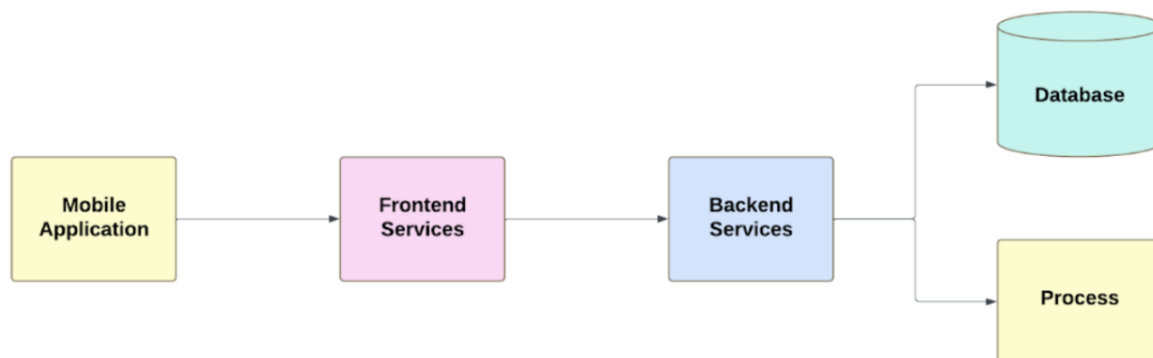 Mobile
Application
Frontend
Services
Backend
Services
Database
Process